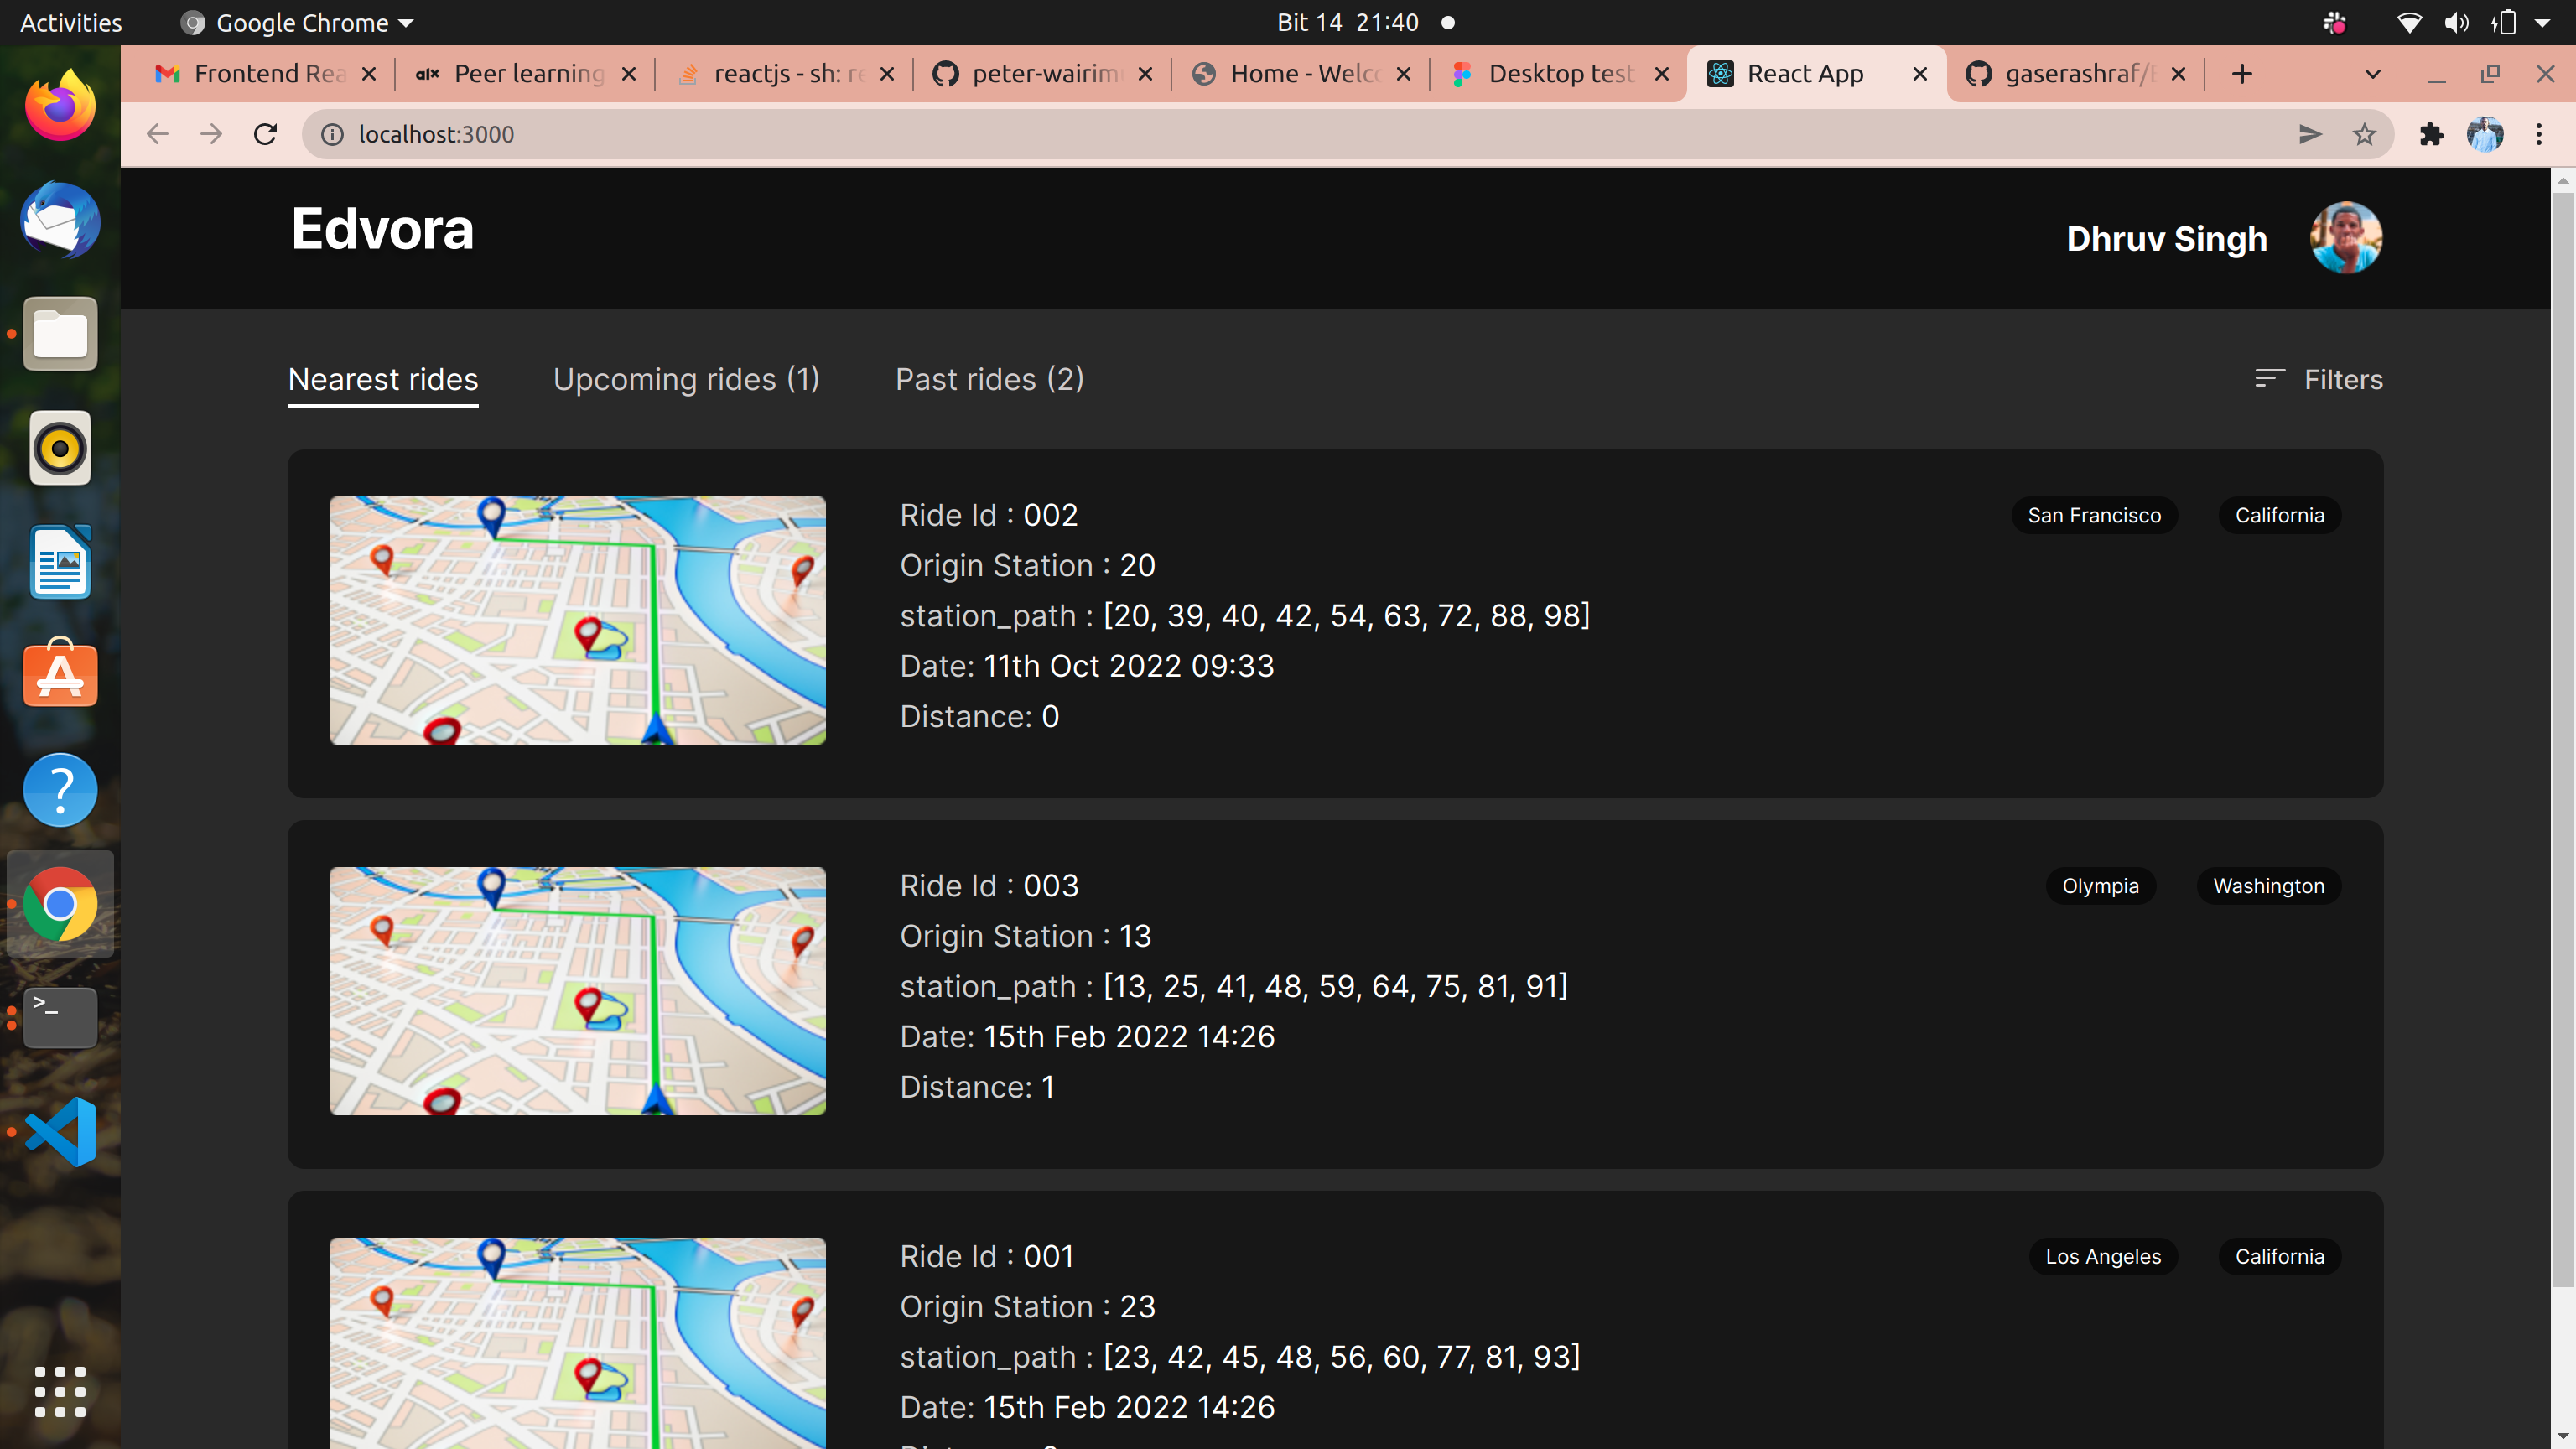 Activities
Google Chrome
Bit 14 21:40
Frontend Rea
alx Peer learning
reactjs - sh: re
peter-wairim
Home - Welc
Desktop test
React App
gaserashraf/
localhost:3000
Edvora
Dhruv Singh
Nearest rides
Upcoming rides (1)
Past rides (2)
Filters
Ride Id : 002
San Francisco
California
Origin Station : 20
station_path : [20, 39, 40, 42, 54, 63, 72, 88, 98]
Date: 11th Oct 2022 09:33
Distance: 0
Ride Id : 003
Olympia
Washington
Origin Station : 13
station_path : [13, 25, 41, 48, 59, 64, 75, 81, 91]
Date: 15th Feb 2022 14:26
Distance: 1
Ride Id : 001
Los Angeles
California
Origin Station : 23
station_path : [23, 42, 45, 48, 56, 60, 77, 81, 93]
Date: 15th Feb 2022 14:26